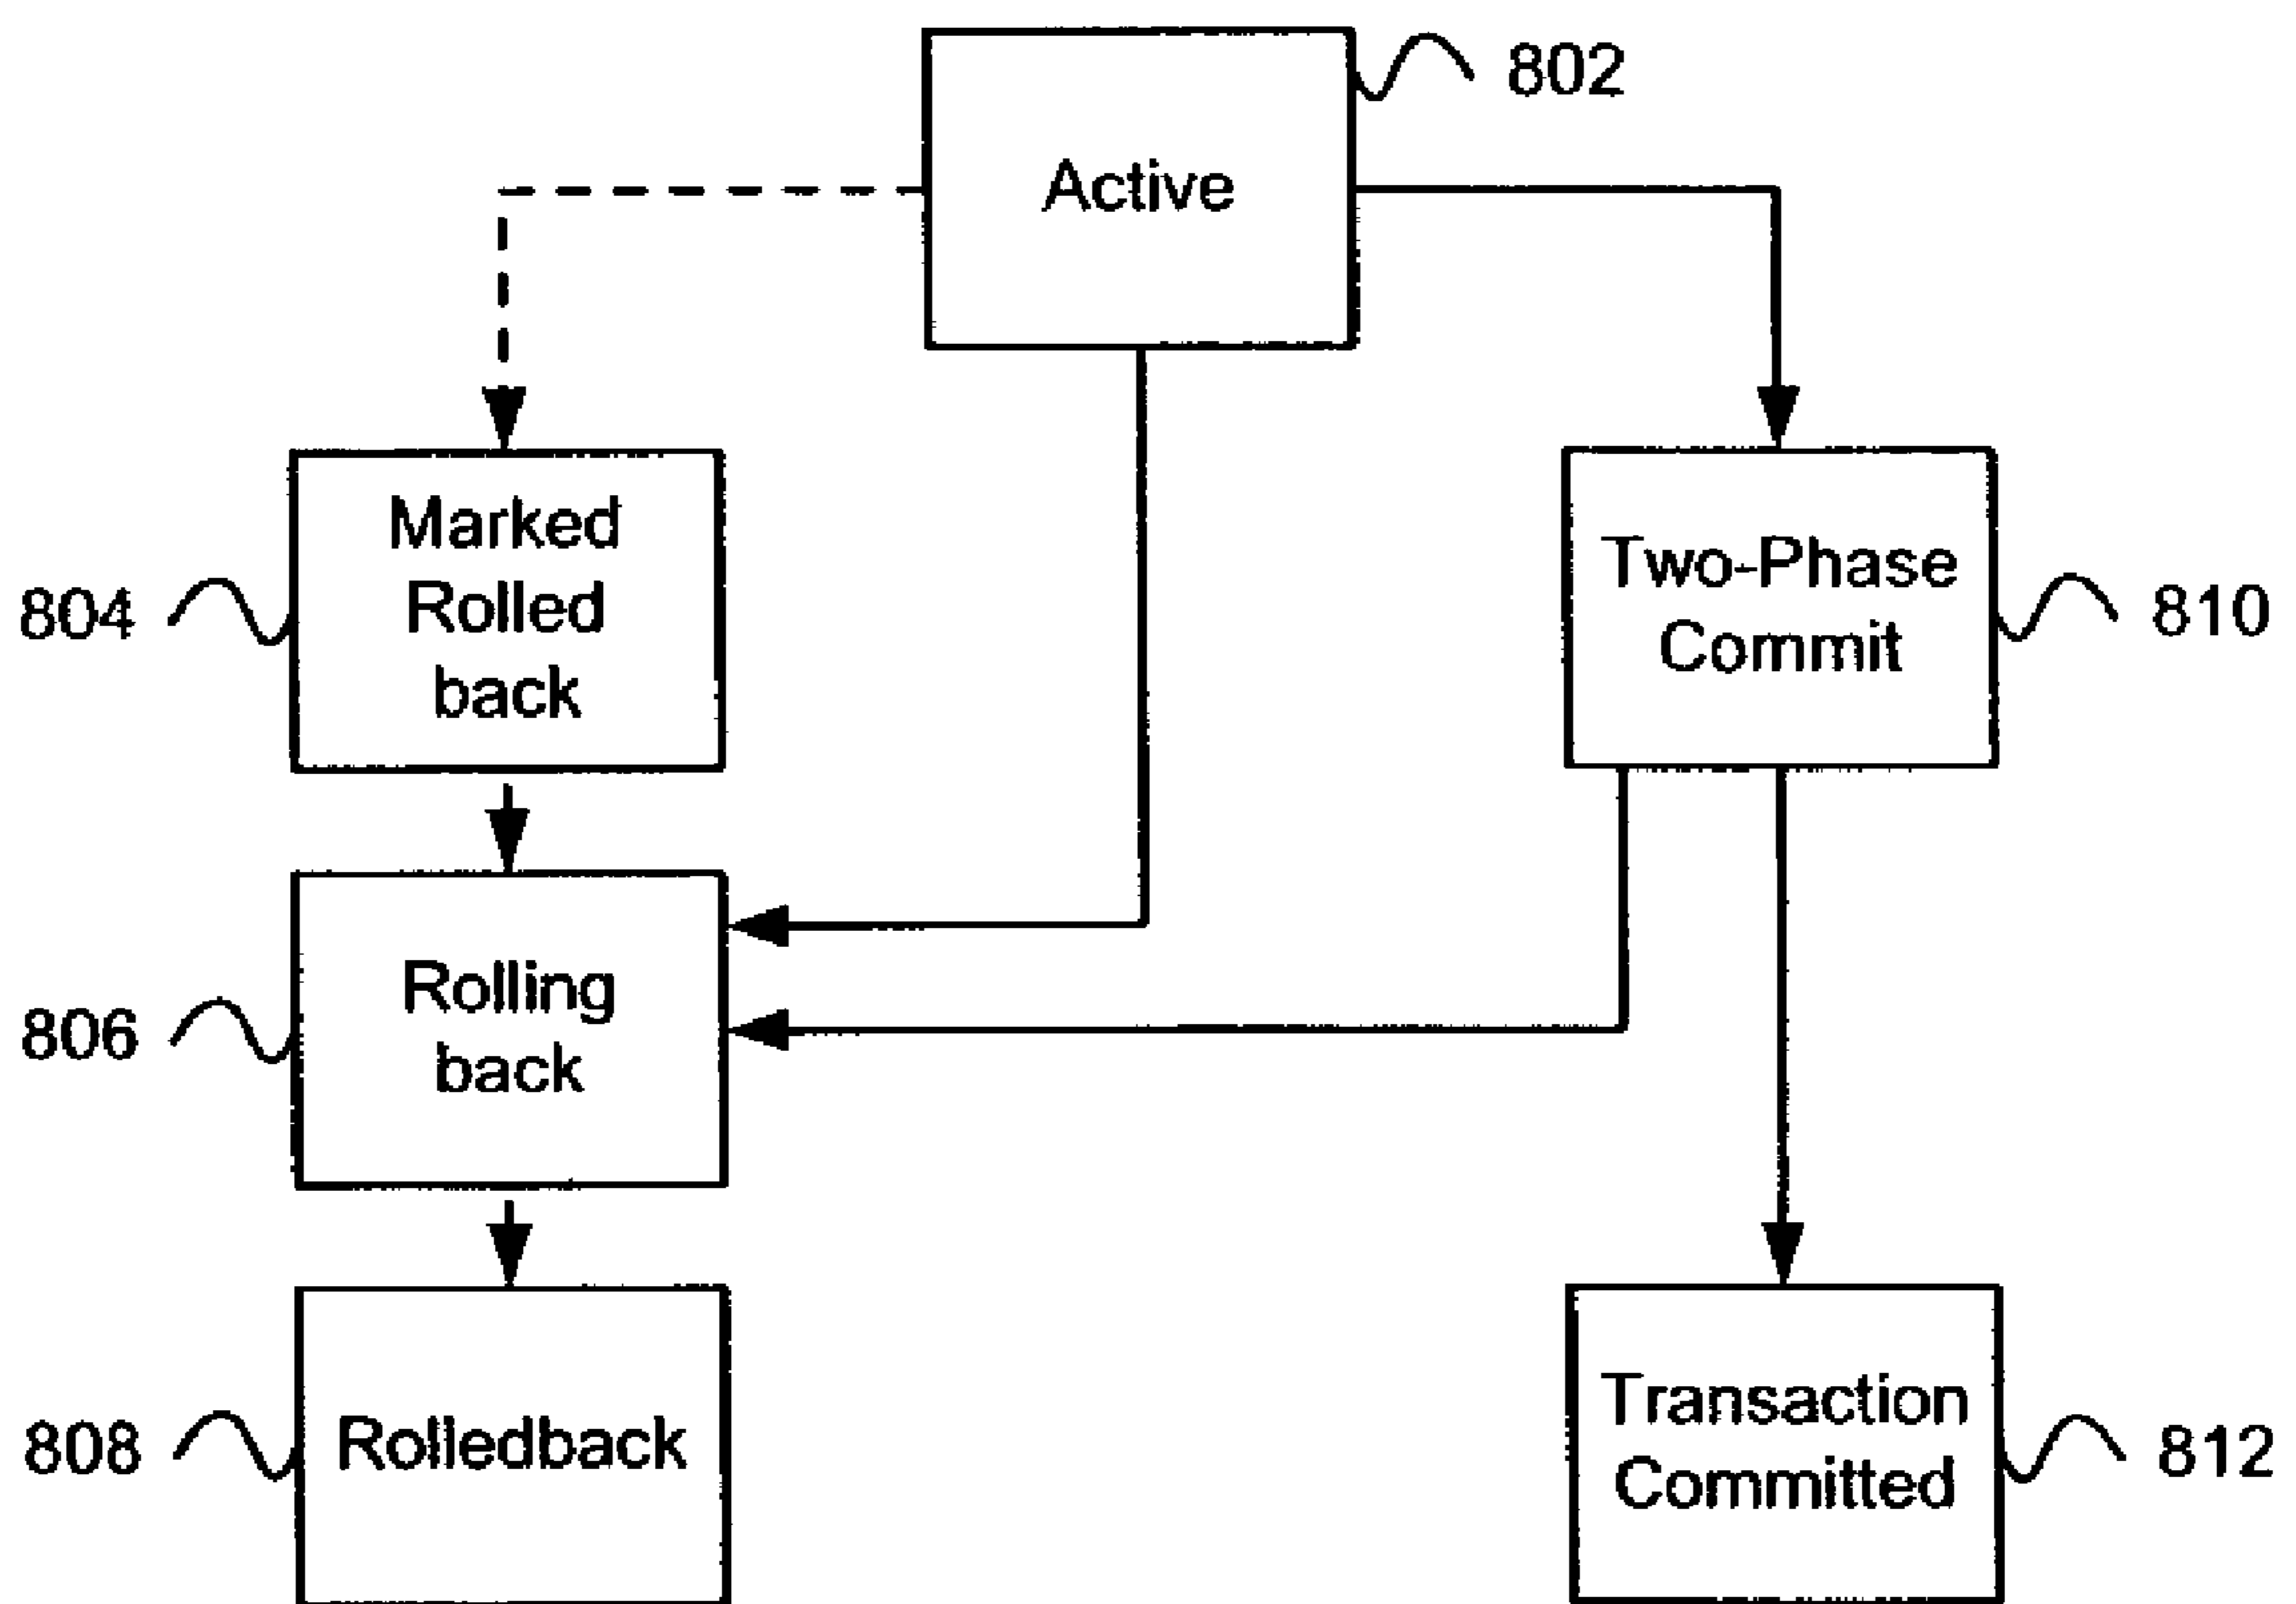 802
Active
Marked
Rolled
back
804
Two-Phase
Commit
810
Rolling
back
806
Rolledback
808
Transaction
Committed
812